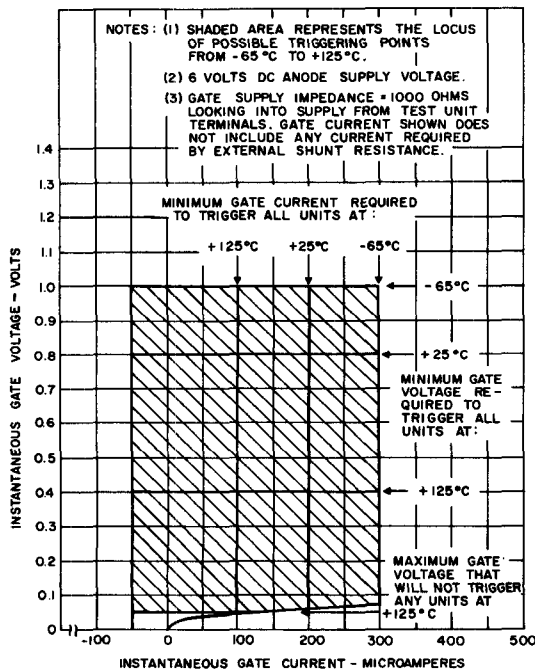 NOTES: (1) SHADED AREA REPRESENTS THE LOCUS
OF POSSIBLE TRIGGERING POINTS
FROM -65°C TO +125°C.
(2) 6 VOLTS DC ANODE SUPPLY VOLTAGE.
(3) GATE SUPPLY IMPEDANCE = 1000 OHMS
LOOKING INTO SUPPLY FROM TEST UNIT
TERMINALS. GATE CURRENT SHOWN DOES
NOT INCLUDE ANY CURRENT REQUIRED
BY EXTERNAL SHUNT RESISTANCE.
MINIMUM GATE CURRENT REQUIRED
TO TRIGGER ALL UNITS AT:
+125°C +25°C -65°C
INSTANTANEOUS GATE VOLTAGE-VOLTS
1.4
1.3
1.2
1.1
1.0
0.9
0.8
0.7
0.6
0.5
0.4
0.3
0.2
0.1
0
-65°C
+25°C
MINIMUM GATE
VOLTAGE RE-
QUIRED TO
TRIGGER ALL
UNITS AT:
+125°C
MAXIMUM GATE
VOLTAGE THAT
WILL NOT TRIGGER
ANY UNITS AT
+125°C
-100 0 100 200 300 400 500
INSTANTANEOUS GATE CURRENT - MICROAMPERES